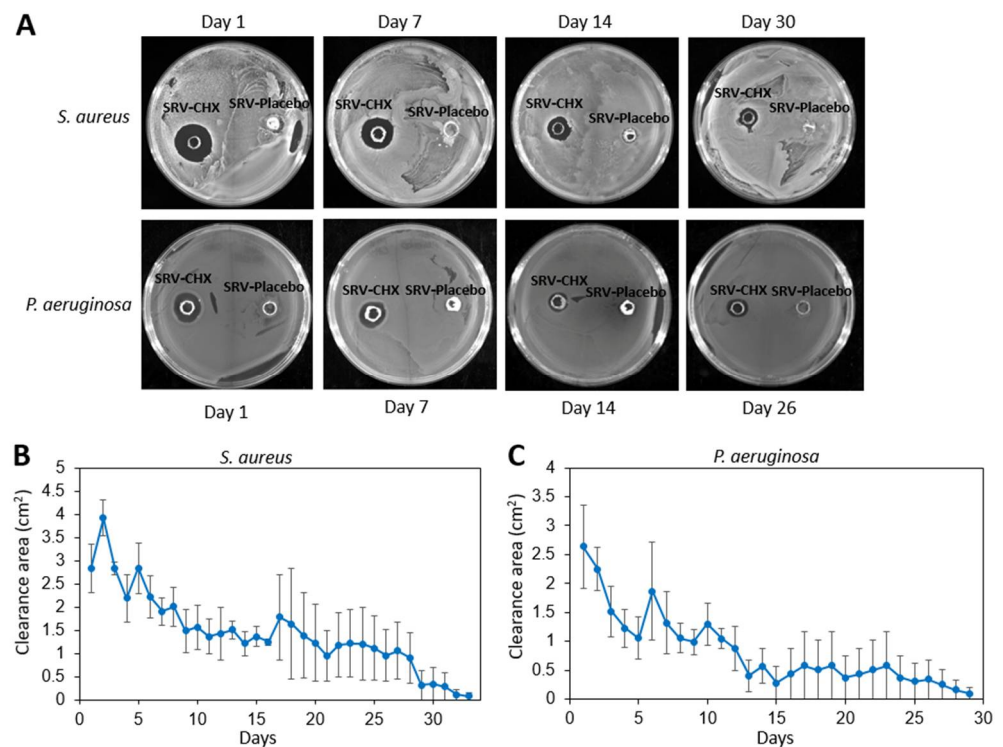 A
Day 1 Day 7 Day 14 Day 30
S. aureus
SRV-CHX SRV-Placebo SRV-CHX SRV-Placebo SRV-CHX SRV-Placebo SRV-CHX SRV-Placebo
P. aeruginosa
SRV-CHX SRV-Placebo SRV-CHX SRV-Placebo SRV-CHX SRV-Placebo SRV-CHX SRV-Placebo
Day 1 Day 7 Day 14 Day 26
B
S. aureus
Clearance area (cm²)
5
4.5
4
3.5
3
2.5
2
1.5
1
0.5
0
0 5 10 15 20 25 30
Days
C
P. aeruginosa
Clearance area (cm²)
4
3.5
3
2.5
2
1.5
1
0.5
0
0 5 10 15 20 25 30
Days